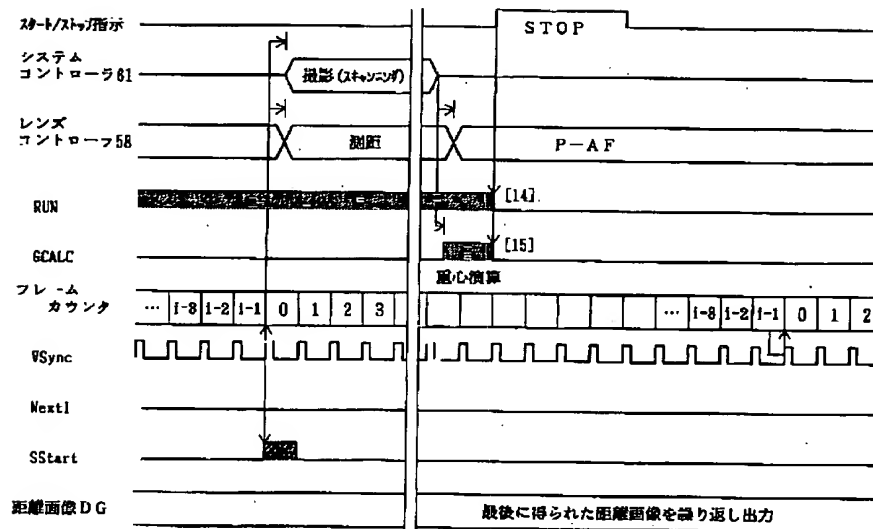 スタート/ストップ指示
STOP
システム
コントローラ61
撮影(スキャンニング)
レンズ
コントローラ58
測距
P-AF
RUN
[14]
GCALC
[15]
重心演算
フレーム
カウンタ
… i-3 i-2 i-1 0 1 2 3
… i-3 i-2 i-1 0 1 2
VSync
NextI
SStart
距離画像DG
最後に得られた距離画像を繰り返し出力